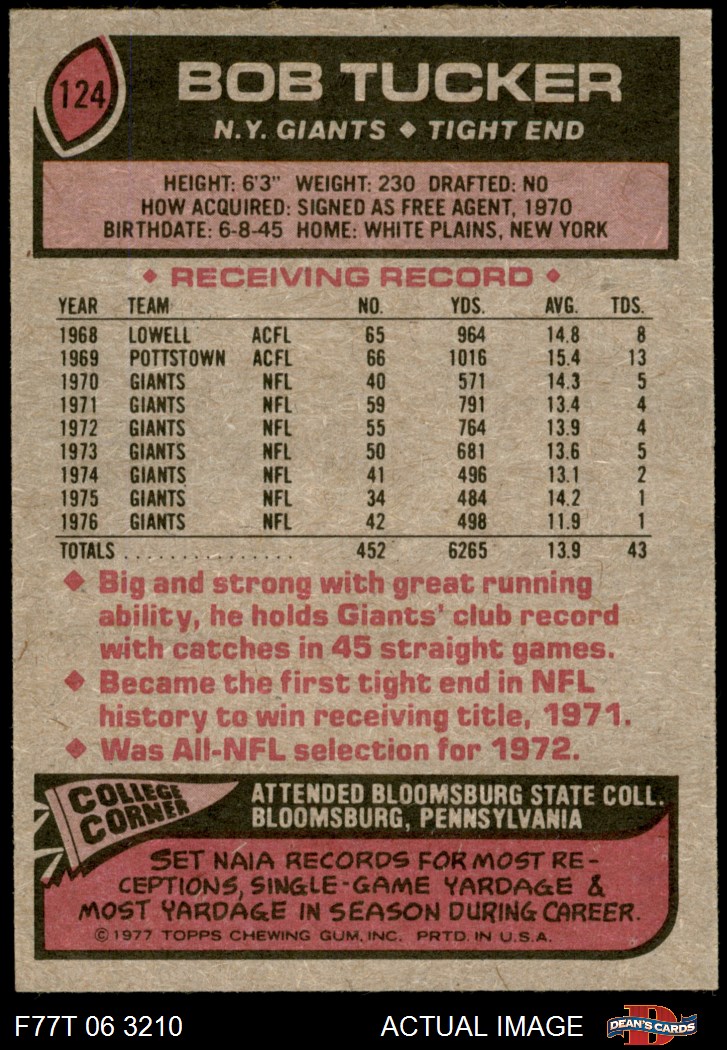 124
BOB TUCKER
N.Y. GIANTS ◆ TIGHT END
HEIGHT: 6'3" WEIGHT: 230 DRAFTED: NO
HOW ACQUIRED: SIGNED AS FREE AGENT, 1970
BIRTHDATE: 6-8-45 HOME: WHITE PLAINS, NEW YORK
◆ RECEIVING RECORD ◆
YEAR TEAM NO. YDS. AVG. TDS.
1968 LOWELL ACFL 65 964 14.8 8
1969 POTTSTOWN ACFL 66 1016 15.4 13
1970 GIANTS NFL 40 571 14.3 5
1971 GIANTS NFL 59 791 13.4 4
1972 GIANTS NFL 55 764 13.9 4
1973 GIANTS NFL 50 681 13.6 5
1974 GIANTS NFL 41 496 13.1 2
1975 GIANTS NFL 34 484 14.2 1
1976 GIANTS NFL 42 498 11.9 1
TOTALS . . . . . . . . . . . . . . . 452 6265 13.9 43
◆ Big and strong with great running
ability, he holds Giants' club record
with catches in 45 straight games.
◆ Became the first tight end in NFL
history to win receiving title, 1971.
◆ Was All-NFL selection for 1972.
COLLEGE
CORNER
ATTENDED BLOOMSBURG STATE COLL.
BLOOMSBURG, PENNSYLVANIA
SET NAIA RECORDS FOR MOST RE-
CEPTIONS, SINGLE-GAME YARDAGE &
MOST YARDAGE IN SEASON DURING CAREER.
© 1977 TOPPS CHEWING GUM, INC. PRTD. IN U.S.A.
F77T 06 3210 ACTUAL IMAGE D DEAN'S CARDS